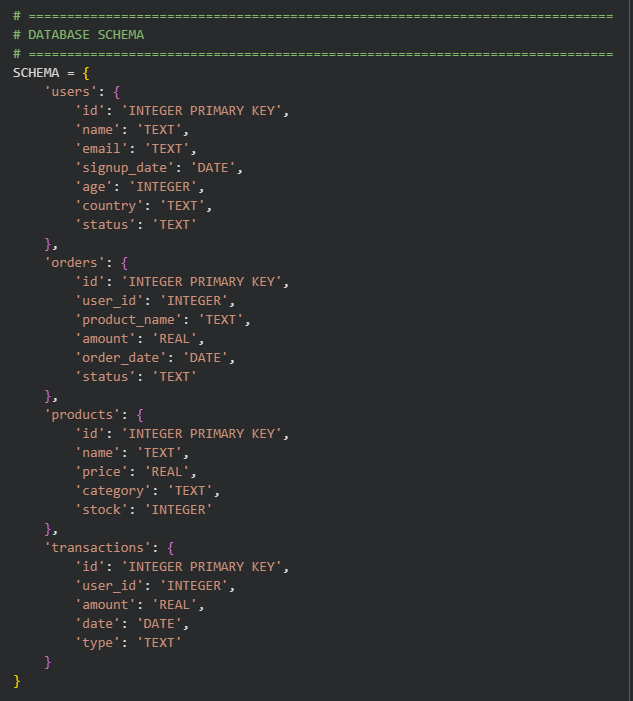 # ============================================================================
# DATABASE SCHEMA
# ============================================================================
SCHEMA = {
    'users': {
        'id': 'INTEGER PRIMARY KEY',
        'name': 'TEXT',
        'email': 'TEXT',
        'signup_date': 'DATE',
        'age': 'INTEGER',
        'country': 'TEXT',
        'status': 'TEXT'
    },
    'orders': {
        'id': 'INTEGER PRIMARY KEY',
        'user_id': 'INTEGER',
        'product_name': 'TEXT',
        'amount': 'REAL',
        'order_date': 'DATE',
        'status': 'TEXT'
    },
    'products': {
        'id': 'INTEGER PRIMARY KEY',
        'name': 'TEXT',
        'price': 'REAL',
        'category': 'TEXT',
        'stock': 'INTEGER'
    },
    'transactions': {
        'id': 'INTEGER PRIMARY KEY',
        'user_id': 'INTEGER',
        'amount': 'REAL',
        'date': 'DATE',
        'type': 'TEXT'
    }
}